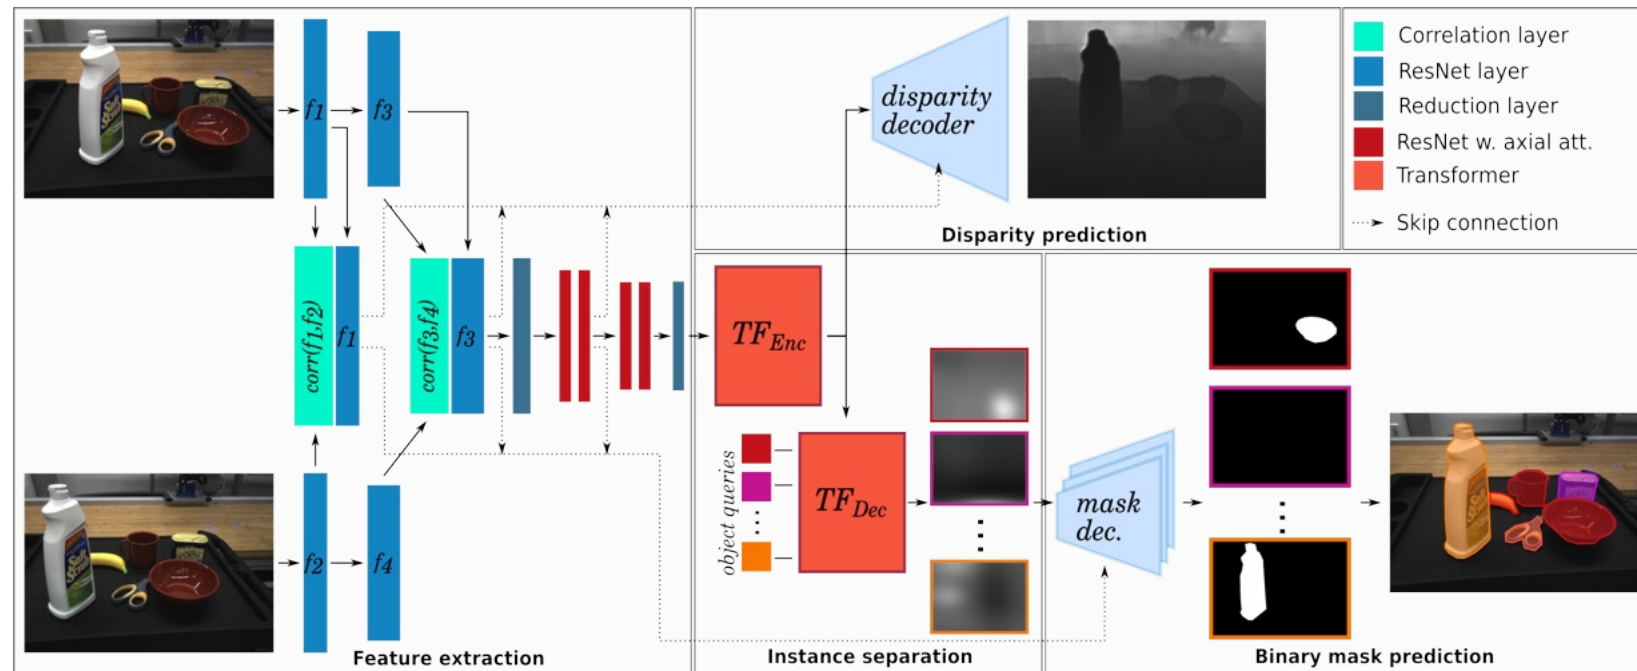 f1
f3
corr(f1,f2)
f1
corr(f3,f4)
f3
f2
f4
Feature extraction
disparity
decoder
Disparity prediction
Correlation layer
ResNet layer
Reduction layer
ResNet w. axial att.
Transformer
Skip connection
TF_Enc
object queries
TF_Dec
Instance separation
mask
dec.
Binary mask prediction